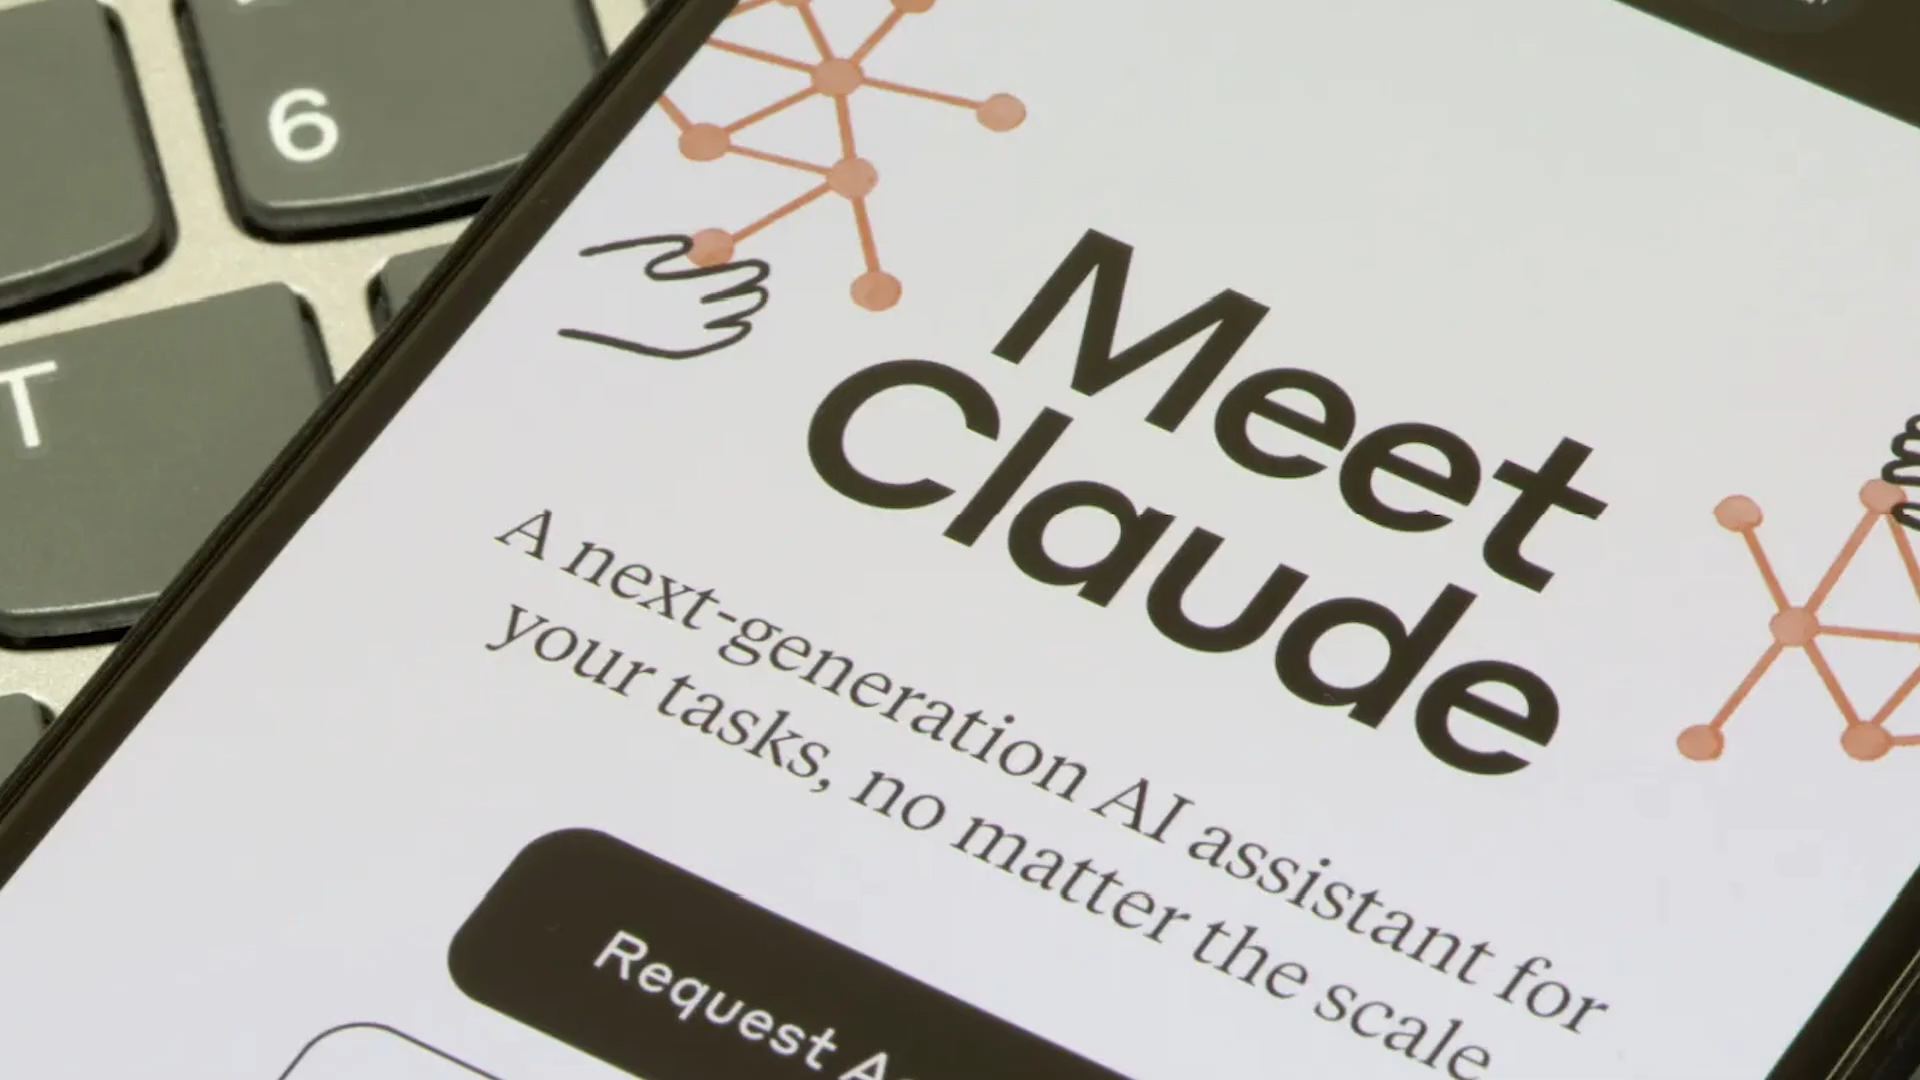 6
T
Meet
Claude
A next-generation AI assistant for
your tasks, no matter the scale
Request